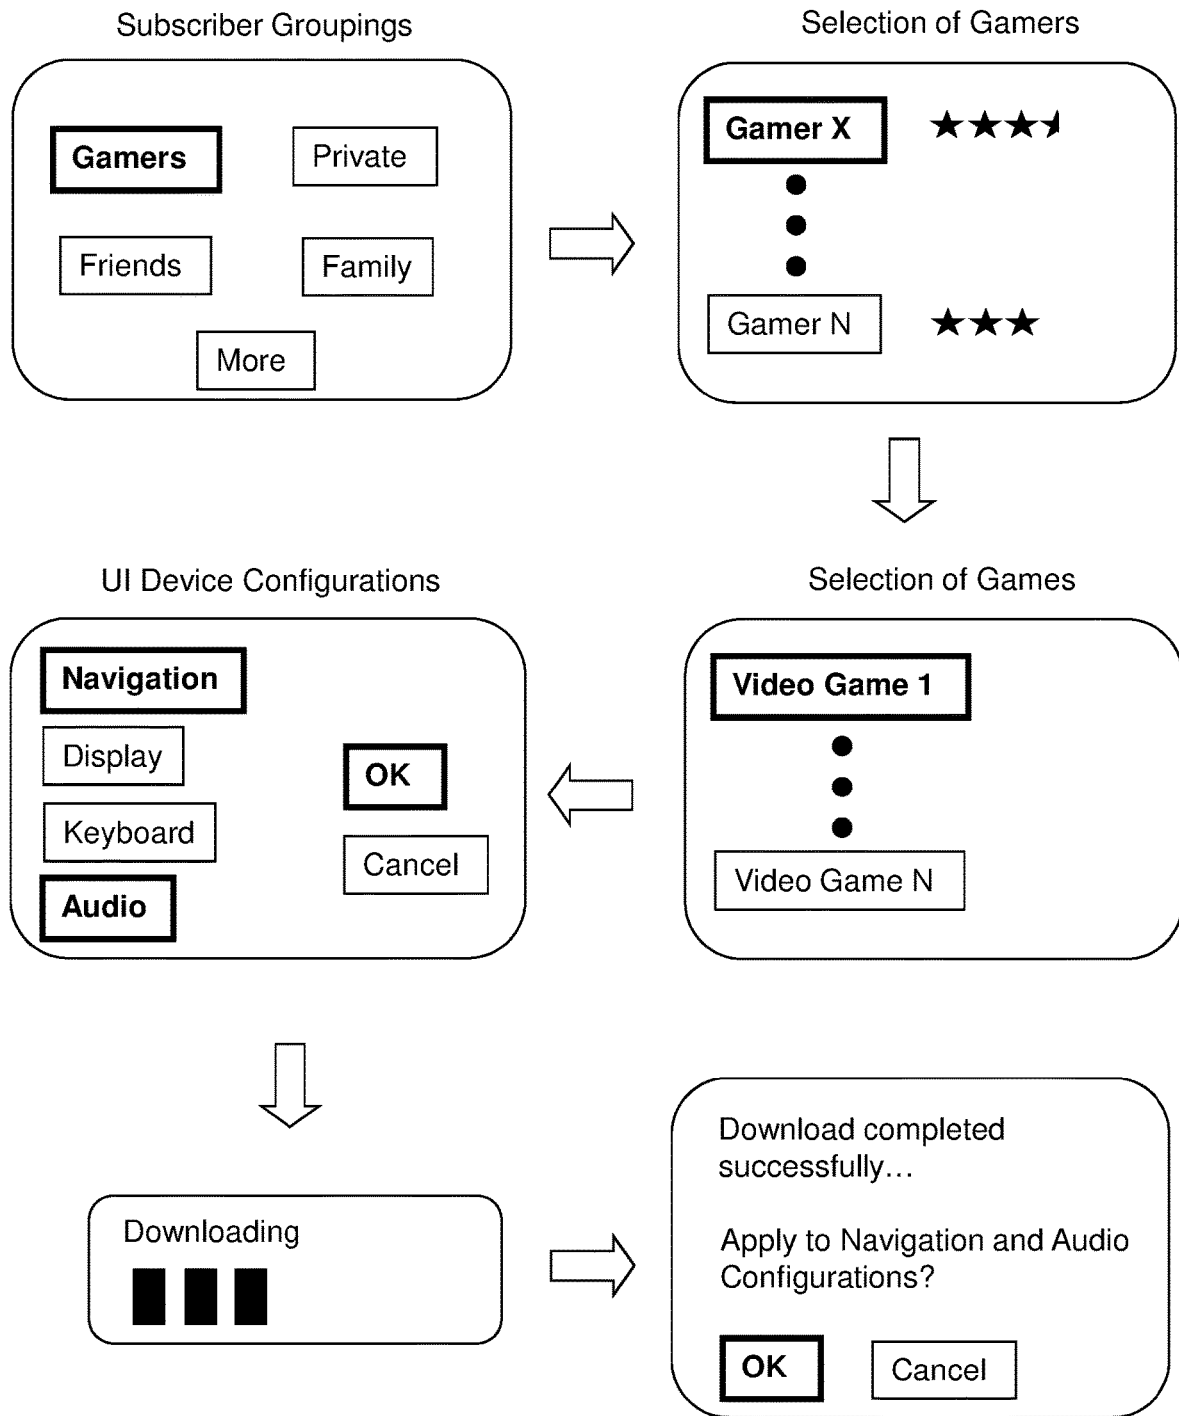 Subscriber Groupings
Gamers
Private
Friends
Family
More
Selection of Gamers
Gamer X
Gamer N
Selection of Games
Video Game 1
Video Game N
UI Device Configurations
Navigation
Display
Keyboard
Audio
OK
Cancel
Downloading
Download completed
successfully...
Apply to Navigation and Audio
Configurations?
OK
Cancel